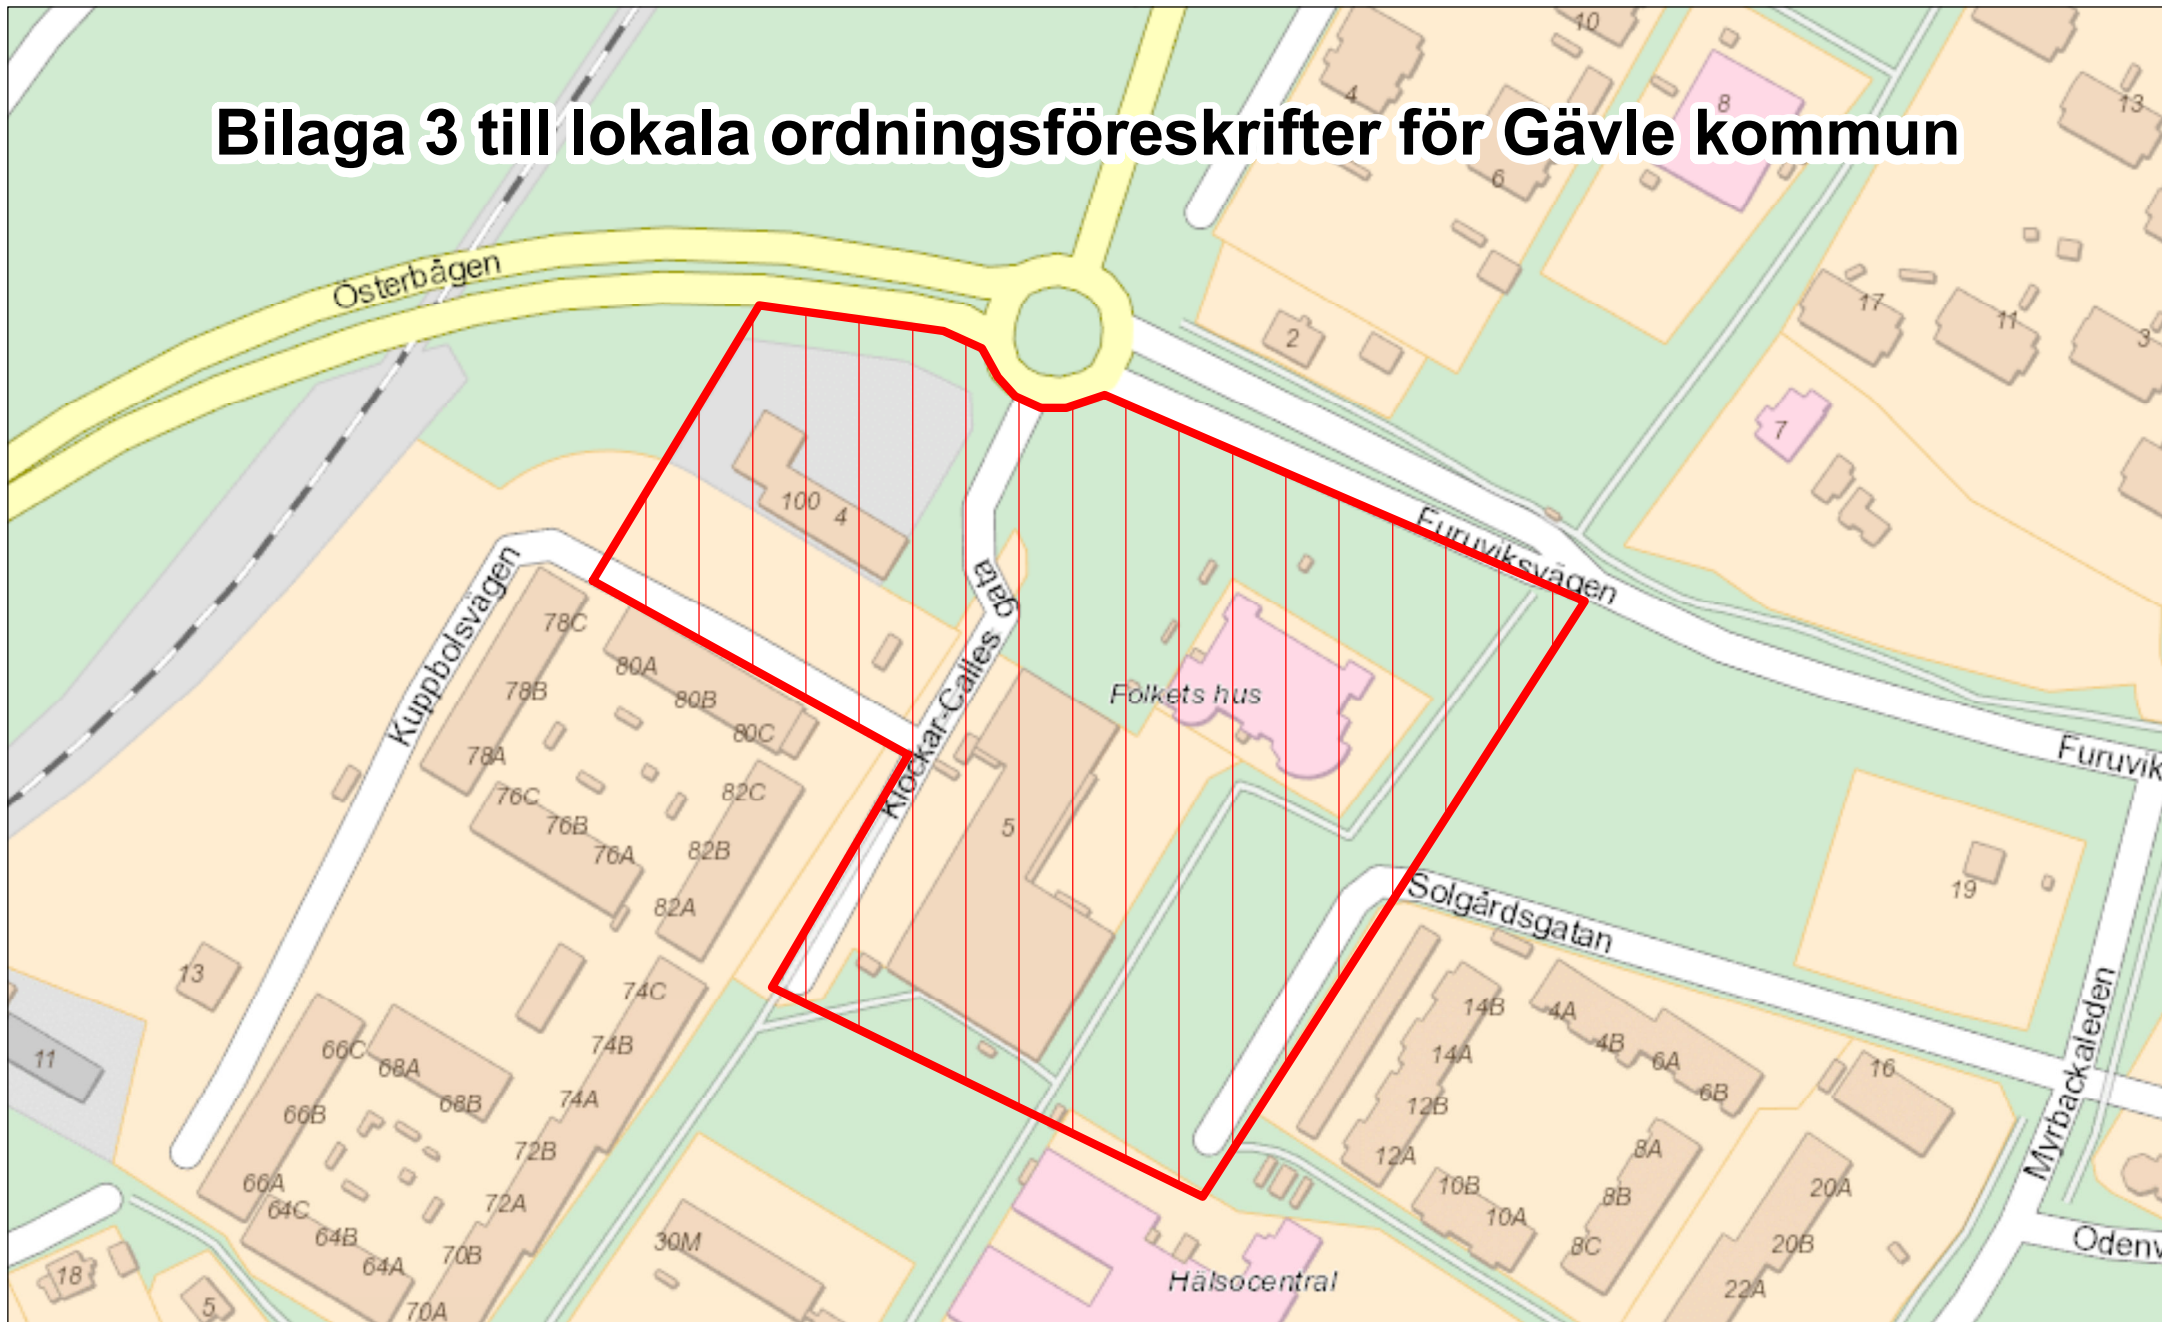 10
4
8
13
Bilaga 3 till lokala ordningsföreskrifter för Gävle kommun
6
Österbågen
17
11
2
3
7
100
4
Furuviksvägen
Kuppbolsvägen
Klockar-Calles gata
78C
80A
78B
80B
Folkets hus
80C
78A
Furuvik
76C
82C
76B
5
76A
82B
Solgårdsgatan
19
82A
13
74C
14B
4A
11
66C
74B
4B
14A
6A
68A
16
6B
66B
68B
74A
12B
Myrbackaleden
72B
8A
12A
66A
10B
20A
64C
72A
8B
10A
64B
30M
20B
Odenv
70B
8C
64A
18
Hälsocentral
22A
5
70A